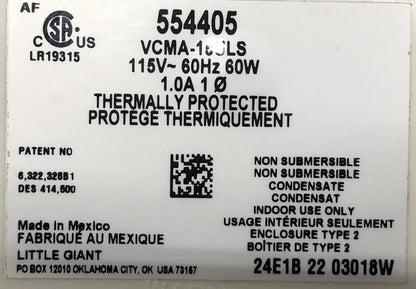 AF
554405
C US
LR19315
115V~ 60Hz 60W
1.0A 1 Ø
THERMALLY PROTECTED
PROTÉGÉ THERMIQUEMENT
PATENT NO
6,322,326B1
DES 414,600
NON SUBMERSIBLE
NON SUBMERSIBLE
CONDENSATE
CONDENSAT
INDOOR USE ONLY
USAGE INTÉRIEUR SEULEMENT
ENCLOSURE TYPE 2
BOÎTIER DE TYPE 2
Made in Mexico
FABRIQUÉ AU MEXIQUE
LITTLE GIANT
PO BOX 12010 OKLAHOMA CITY, OK USA 73157
24E1B 22 03018W